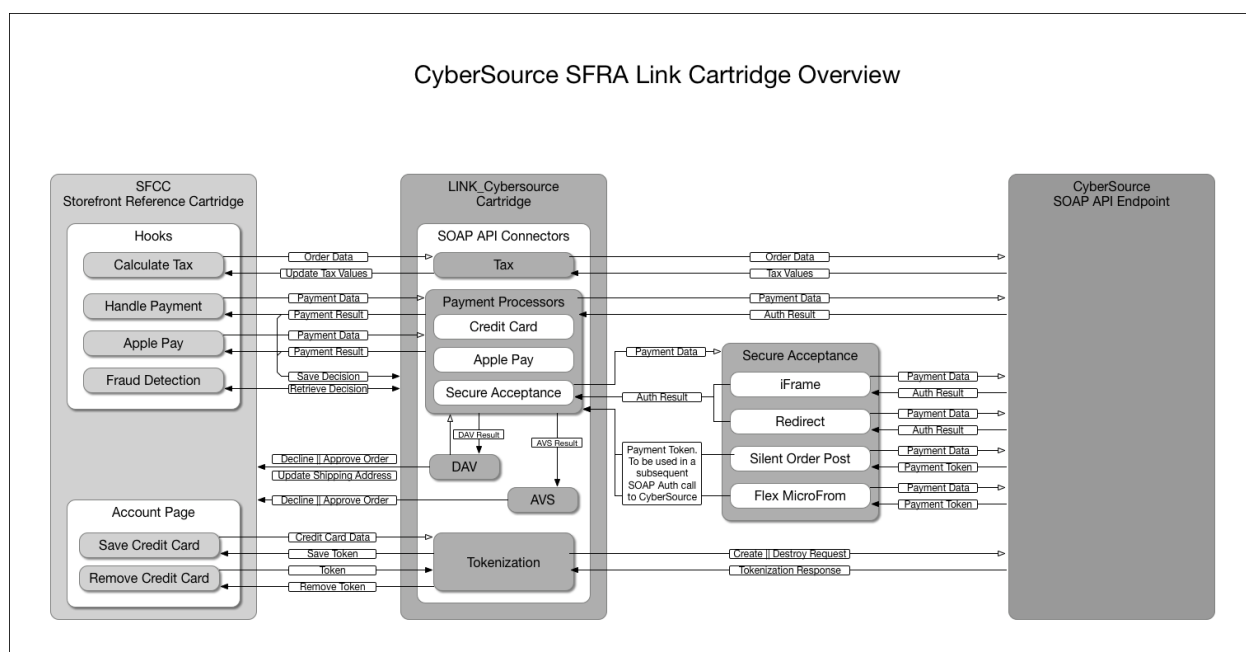 CyberSource SFRA Link Cartridge Overview
SFCC
Storefront Reference Cartridge
Hooks
Calculate Tax
Handle Payment
Apple Pay
Fraud Detection
Account Page
Save Credit Card
Remove Credit Card
Order Data
Update Tax Values
Payment Data
Payment Result
Payment Data
Payment Result
Save Decision
Retrieve Decision
Decline || Approve Order
Update Shipping Address
Decline || Approve Order
Credit Card Data
Save Token
Token
Remove Token
LINK_Cybersource
Cartridge
SOAP API Connectors
Tax
Payment Processors
Credit Card
Apple Pay
Secure Acceptance
DAV Result
AVS Result
DAV
AVS
Tokenization
Order Data
Tax Values
Payment Data
Auth Result
Payment Data
Auth Result
Payment Token.
To be used in a
subsequent
SOAP Auth call
to CyberSource
Secure Acceptance
iFrame
Redirect
Silent Order Post
Flex MicroFrom
Payment Data
Auth Result
Payment Data
Auth Result
Payment Data
Payment Token
Payment Data
Payment Token
Create || Destroy Request
Tokenization Response
CyberSource
SOAP API Endpoint